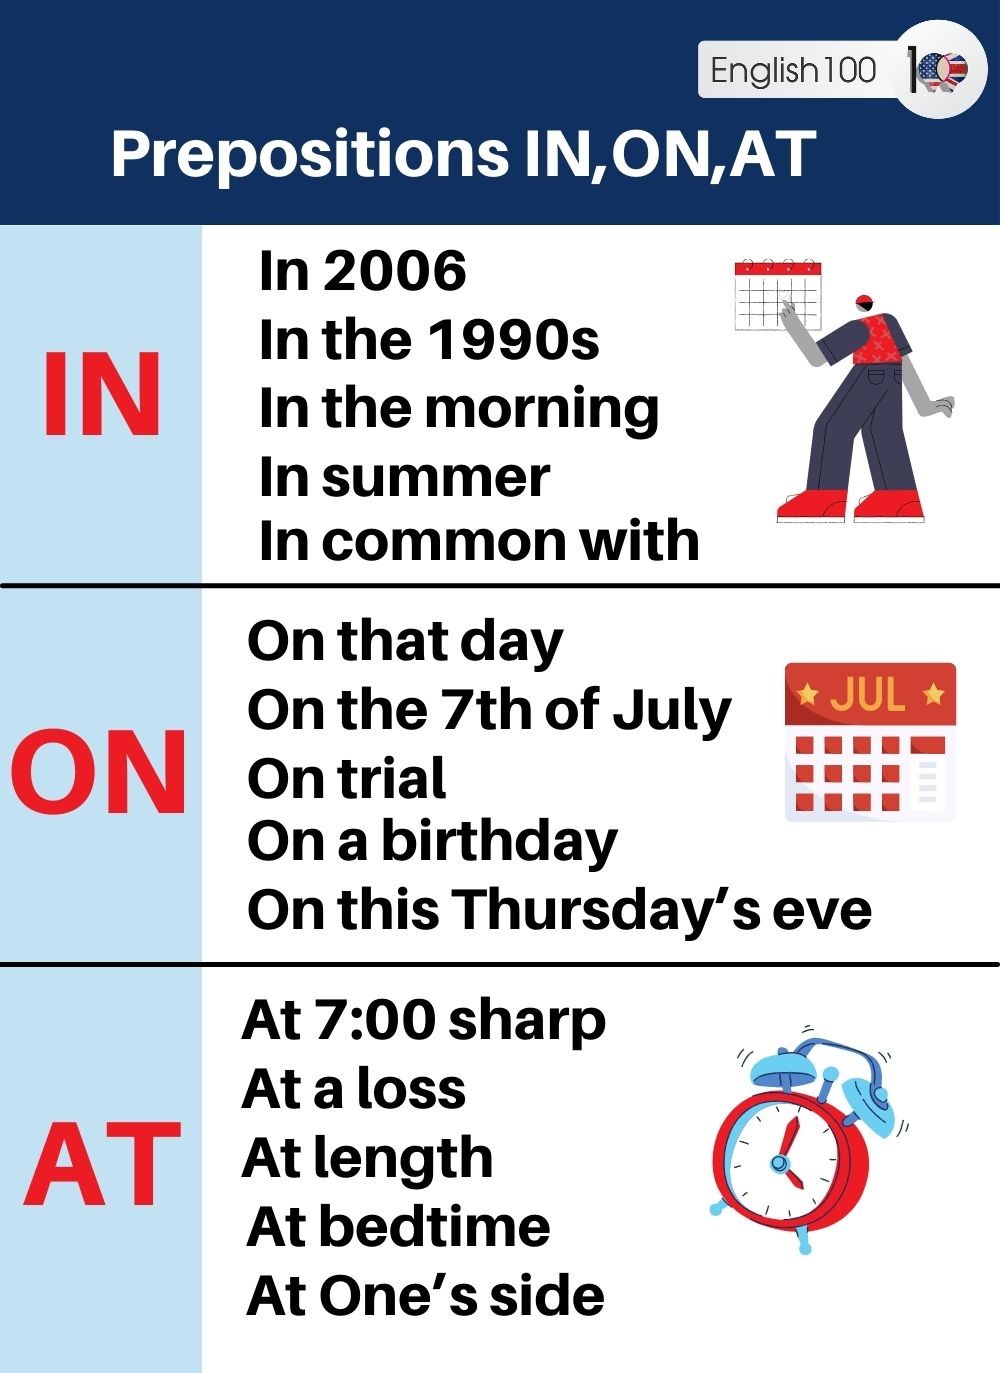 English100
100
Prepositions IN,ON,AT
IN
In 2006
In the 1990s
In the morning
In summer
In common with
ON
On that day
On the 7th of July
On trial
On a birthday
On this Thursday’s eve
JUL
AT
At 7:00 sharp
At a loss
At length
At bedtime
At One’s side